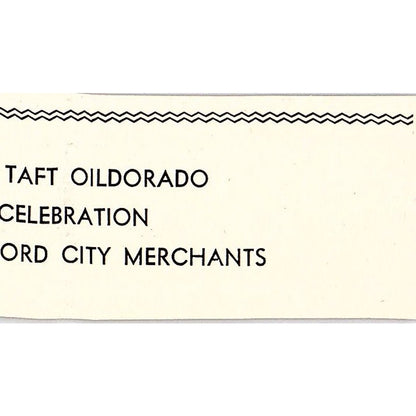 TAFT OILDORADO
CELEBRATION
ORD CITY MERCHANTS